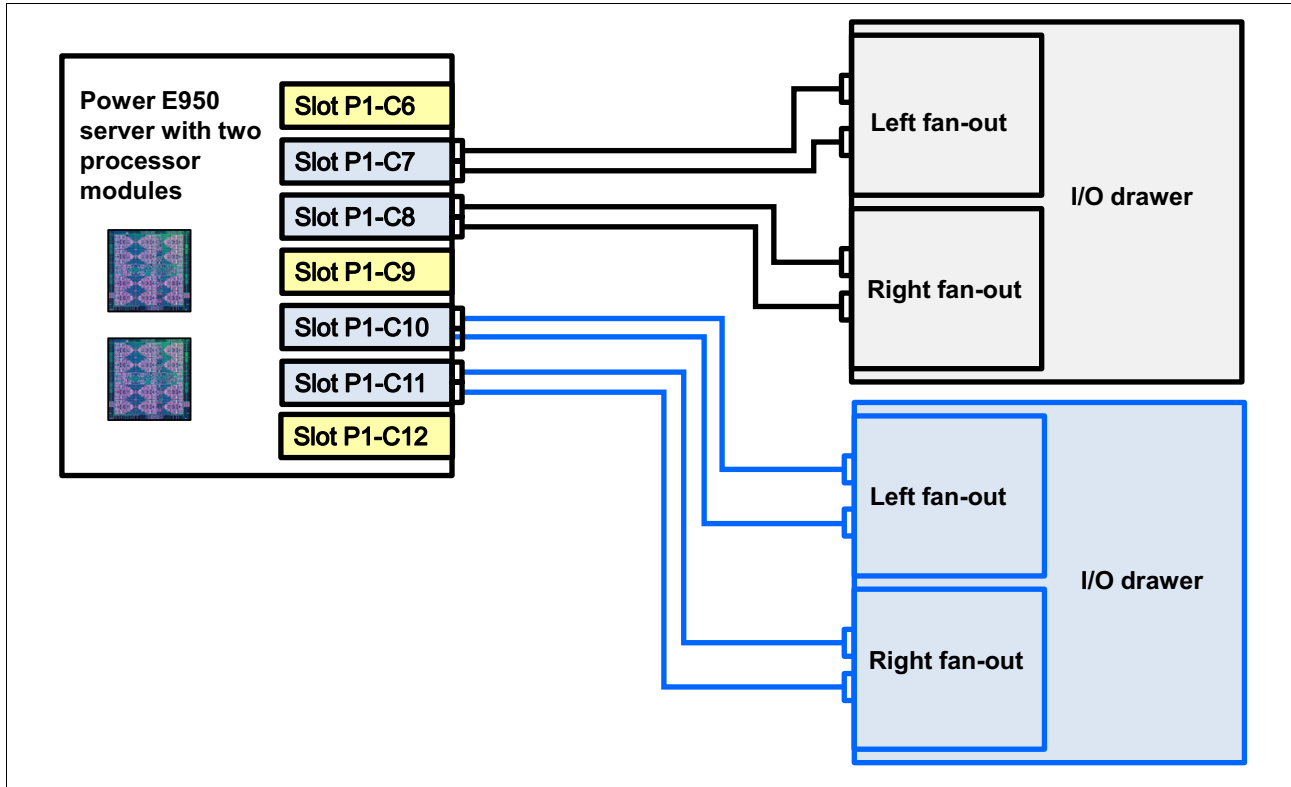 Power E950
server with two
processor
modules
Slot P1-C6
Slot P1-C7
Slot P1-C8
Slot P1-C9
Slot P1-C10
Slot P1-C11
Slot P1-C12
Left fan-out
I/O drawer
Right fan-out
Left fan-out
I/O drawer
Right fan-out